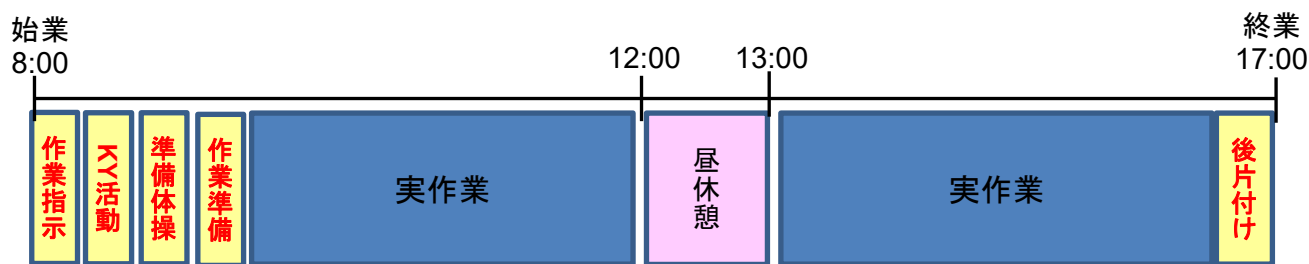 始業
8:00
12:00
13:00
終業
17:00
作業指示
KY活動
準備体操
作業準備
実作業
昼休憩
実作業
後片付け